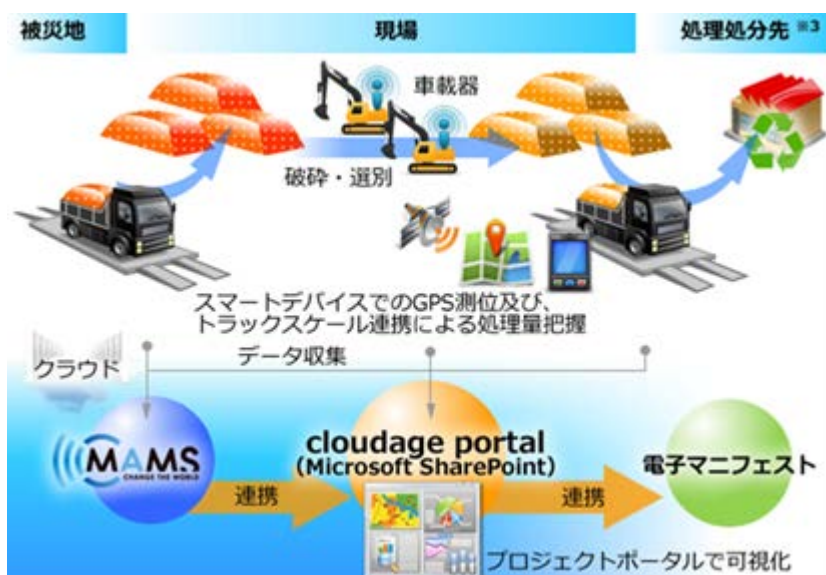 被災地
現場
処理処分先 ※3
車載器
破砕・選別
スマートデバイスでのGPS測位及び、
トラックスケール連携による処理量把握
クラウド
データ収集
MAMS
CHANGE THE WORLD
cloudage portal
(Microsoft SharePoint)
電子マニフェスト
連携
連携
プロジェクトポータルで可視化